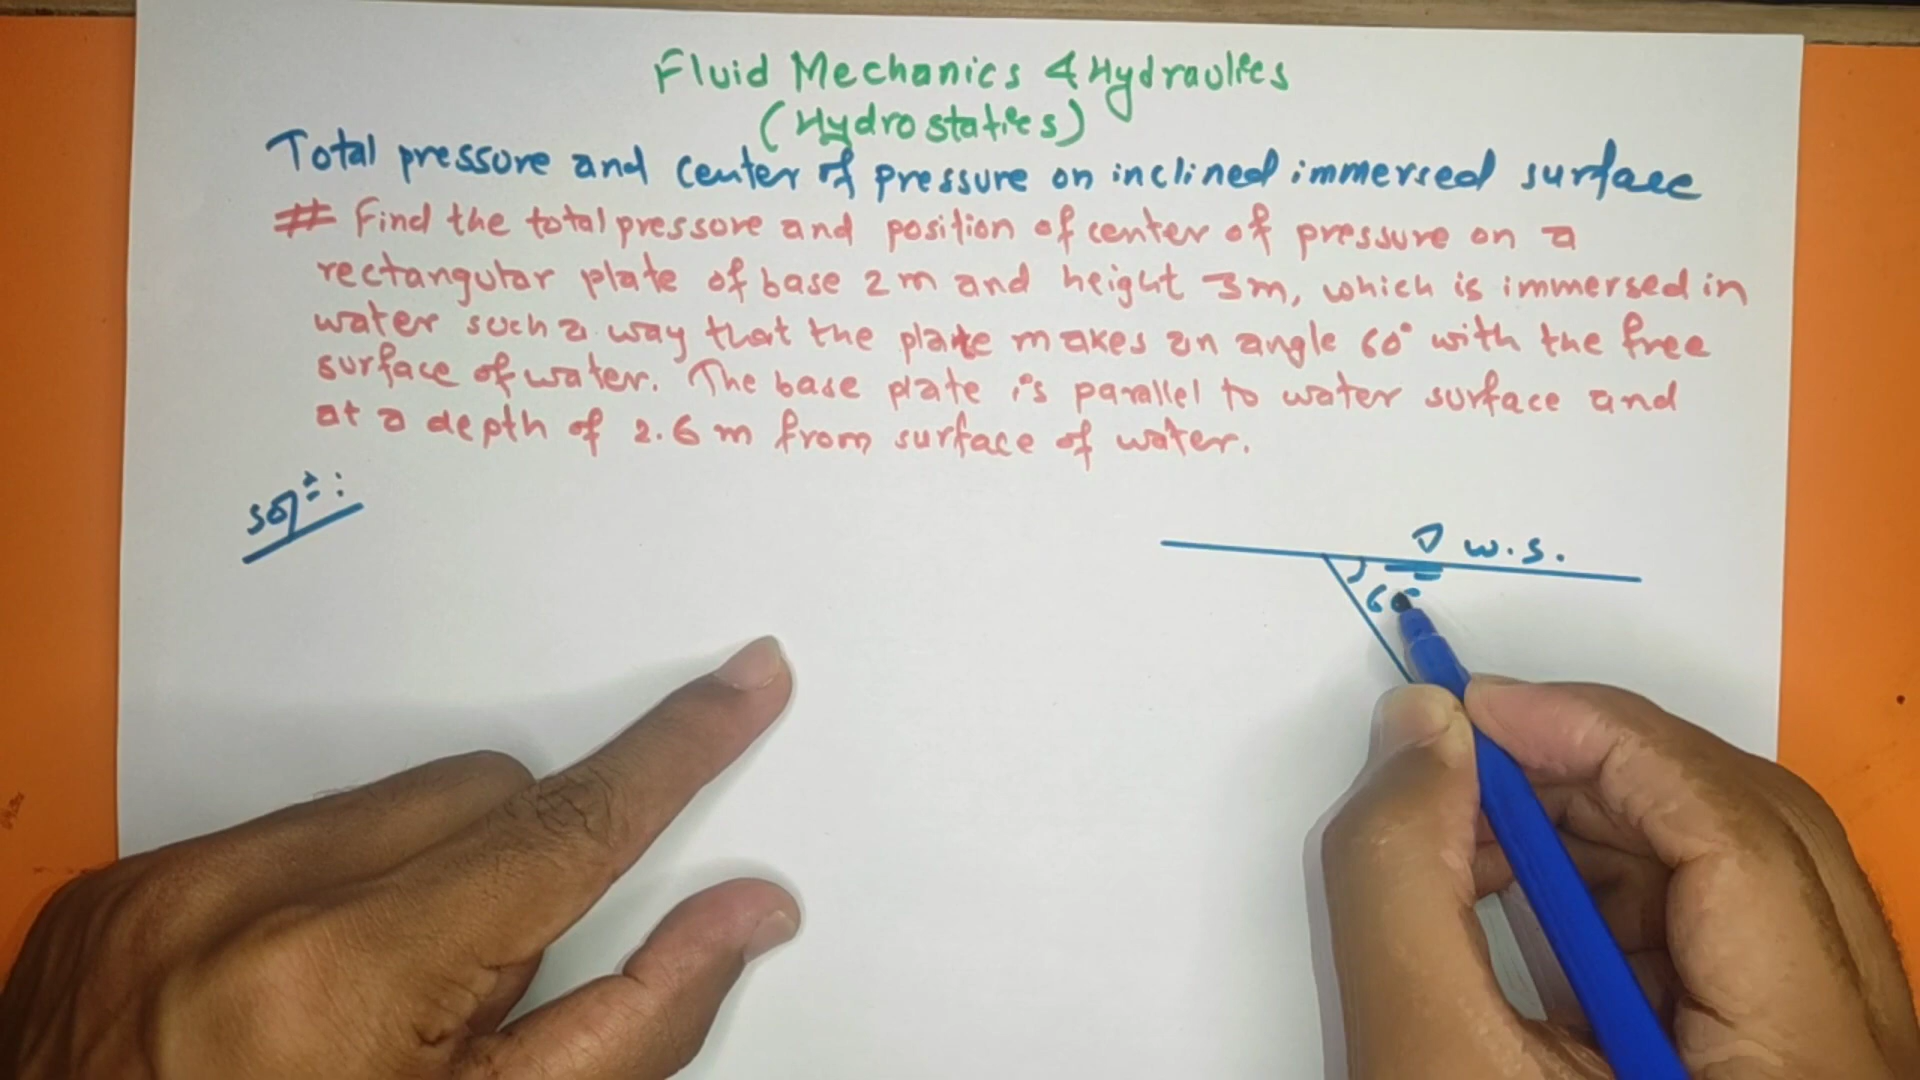 Fluid Mechanics & Hydraulics
(Hydrostatics)
Total pressure and center of pressure on inclined immersed surface
# Find the total pressure and position of center of pressure on a
rectangular plate of base 2m and height 3m, which is immersed in
water such a way that the plate makes an angle 60° with the free
surface of water. The base plate is parallel to water surface and
at a depth of 2.6 m from surface of water.
solⁿ:
w.s.
60°